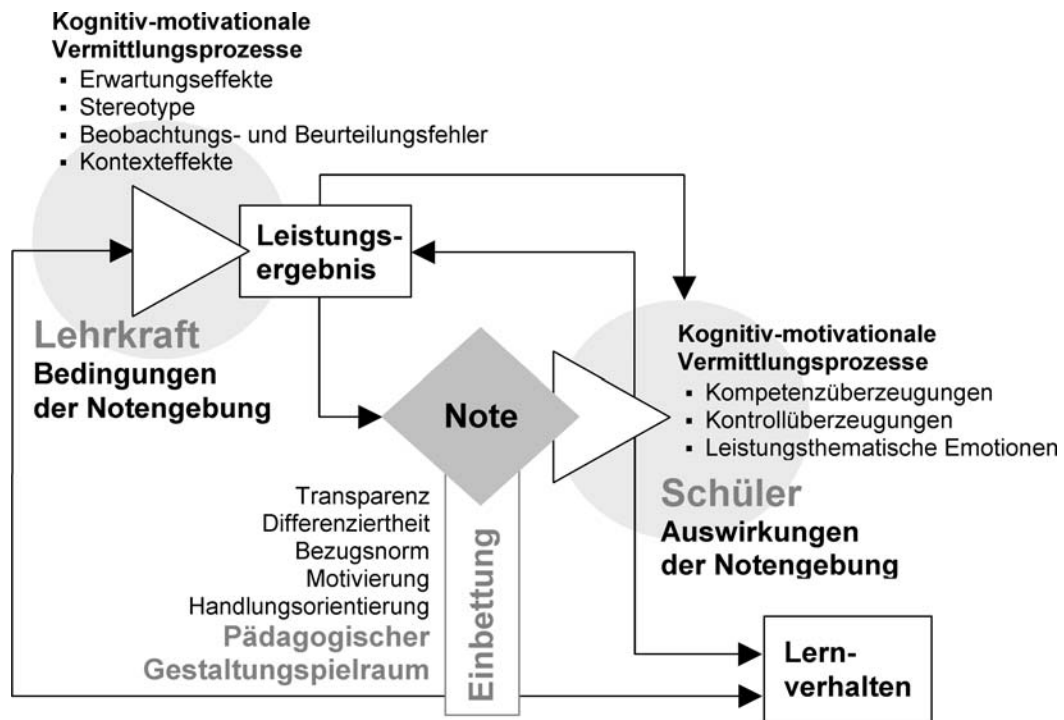 Kognitiv-motivationale
Vermittlungsprozesse
▪ Erwartungseffekte
▪ Stereotype
▪ Beobachtungs- und Beurteilungsfehler
▪ Kontexteffekte
Leistungs-
ergebnis
Lehrkraft
Bedingungen
der Notengebung
Note
Kognitiv-motivationale
Vermittlungsprozesse
▪ Kompetenzüberzeugungen
▪ Kontrollüberzeugungen
▪ Leistungsthematische Emotionen
Schüler
Auswirkungen
der Notengebung
Transparenz
Differenziertheit
Bezugsnorm
Motivierung
Handlungsorientierung
Pädagogischer
Gestaltungspielraum
Einbettung
Lern-
verhalten